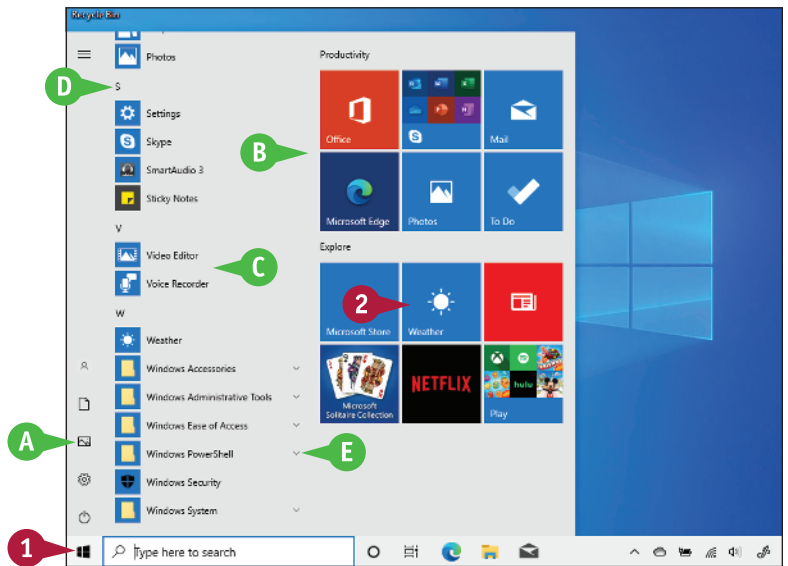 Recycle Bin
Photos
D
S
Settings
Skype
SmartAudio 3
Sticky Notes
V
Video Editor
C
Voice Recorder
W
Weather
Windows Accessories
Windows Administrative Tools
A
Windows Ease of Access
Windows PowerShell
E
Windows Security
Windows System
Productivity
Office
Mail
B
Microsoft Edge
Photos
To Do
Explore
2
Microsoft Store
Weather
Microsoft
Solitaire Collection
NETFLIX
hulu
Play
1
Type here to search